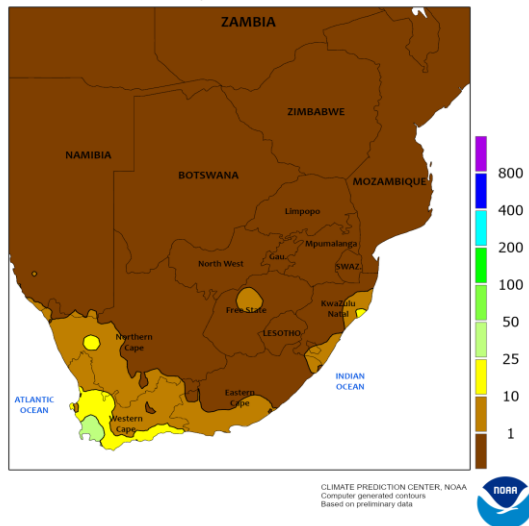 ZAMBIA
ZIMBABWE
NAMIBIA
BOTSWANA
MOZAMBIQUE
Limpopo
Mpumalanga
Gau.
North West
SWAZ.
KwaZulu
Natal
Free State
LESOTHO
Northern
Cape
Eastern
Cape
Western
Cape
ATLANTIC
OCEAN
INDIAN
OCEAN
800
400
200
100
50
25
10
1
CLIMATE PREDICTION CENTER, NOAA
Computer generated contours
Based on preliminary data
NOAA